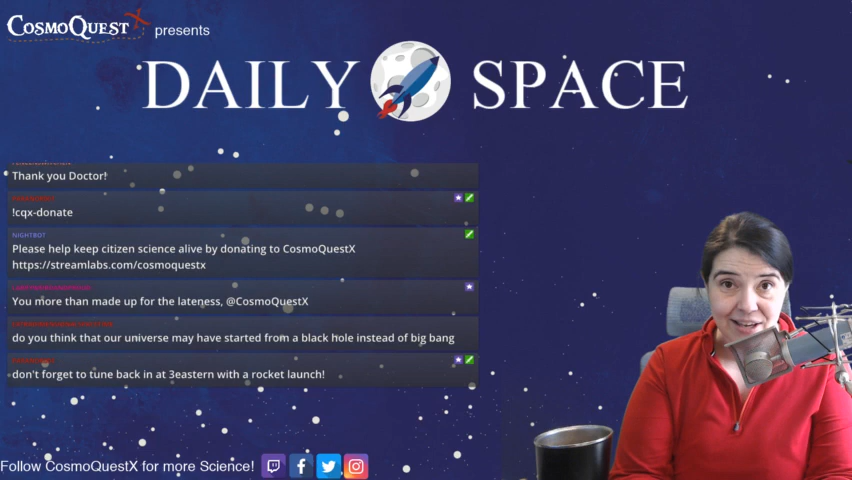 COSMOQUEST X presents
DAILY SPACE
Thank you Doctor!
!cqx-donate
NIGHTBOT
Please help keep citizen science alive by donating to CosmoQuestX
https://streamlabs.com/cosmoquestx
You more than made up for the lateness, @CosmoQuestX
do you think that our universe may have started from a black hole instead of big bang
don't forget to tune back in at 3eastern with a rocket launch!
Follow CosmoQuestX for more Science!